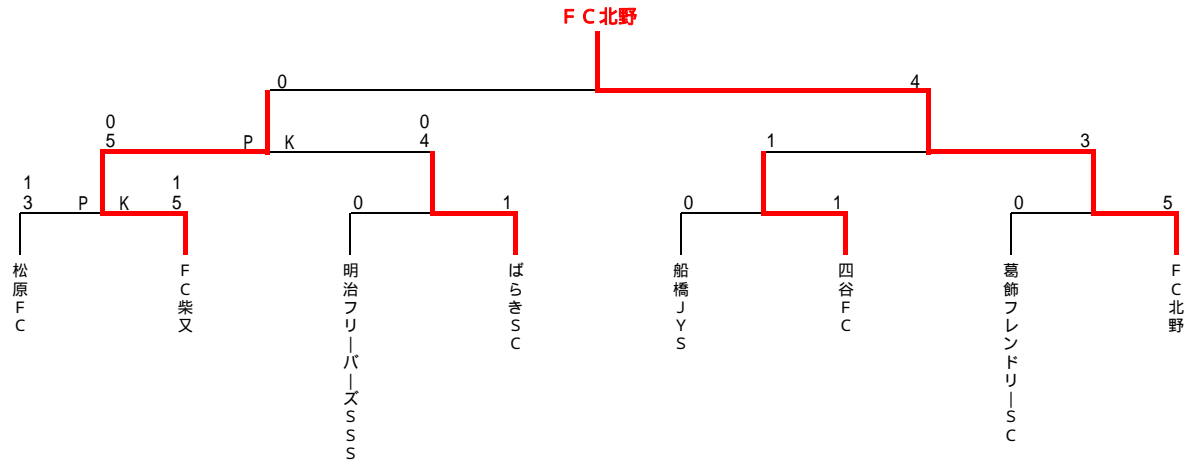 ＦＣ北野
0 4
0 0
5 ＰＫ 4 1 3
1 1
3 ＰＫ 5 0 1 0 1 0 5
松原ＦＣ
ＦＣ柴又
明治フリーバーズＳＳＳ
ばらきＳＣ
船橋ＪＹＳ
四谷ＦＣ
葛飾フレンドリーＳＣ
ＦＣ北野